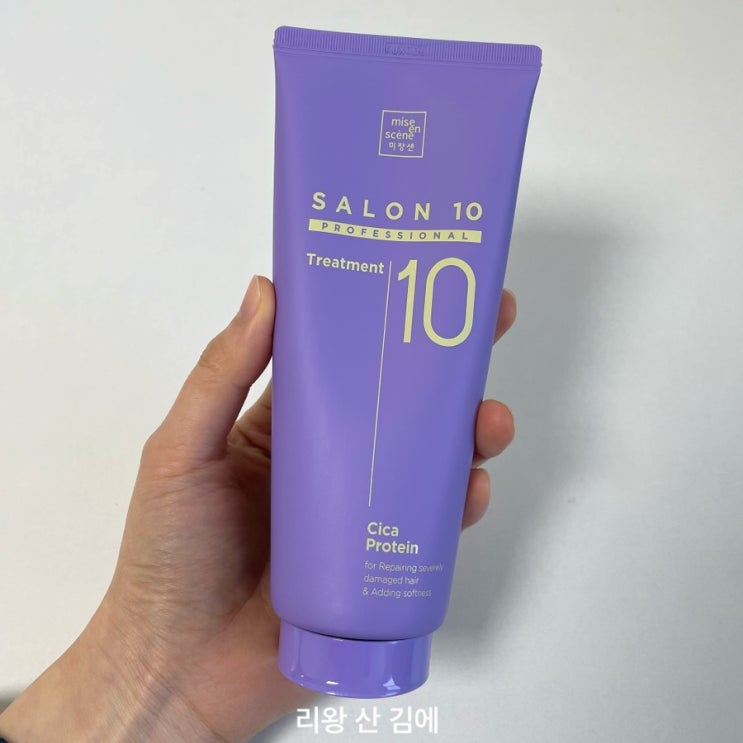 mise
en
scène
미쟝센
SALON 10
PROFESSIONAL
Treatment
10
Cica
Protein
for Repairing severely
damaged hair
& Adding softness
리왕 산 김에